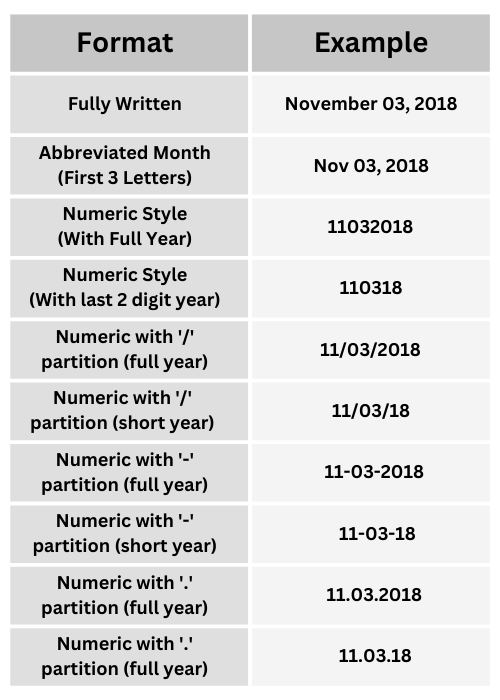 Format Example
Fully Written November 03, 2018
Abbreviated Month
(First 3 Letters) Nov 03, 2018
Numeric Style
(With Full Year) 11032018
Numeric Style
(With last 2 digit year) 110318
Numeric with '/'
partition (full year) 11/03/2018
Numeric with '/'
partition (short year) 11/03/18
Numeric with '-'
partition (full year) 11-03-2018
Numeric with '-'
partition (short year) 11-03-18
Numeric with '.'
partition (full year) 11.03.2018
Numeric with '.'
partition (full year) 11.03.18